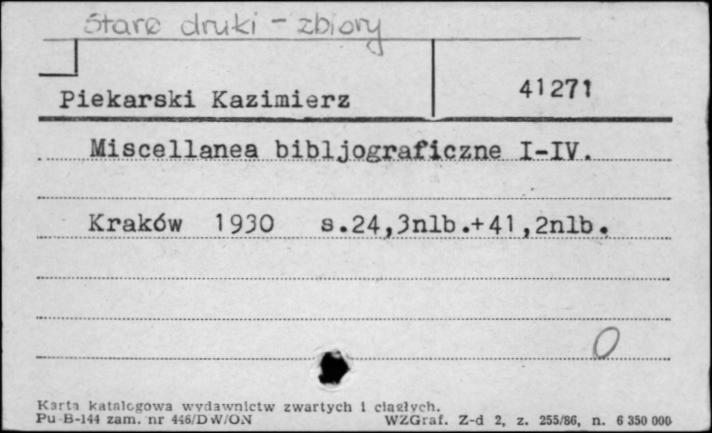 Stare druki - zbiory
Piekarski Kazimierz 41271
Miscellanea bibljograficzne I-IV.
Kraków 1930 s.24,3nlb.+41,2nlb.
0
Karta katalogowa wydawnictw zwartych i ciągłych.
Pu-B-144 zam. nr 446/DW/ON WZGraf. Z-d 2, z. 255/86, n. 6 350 000